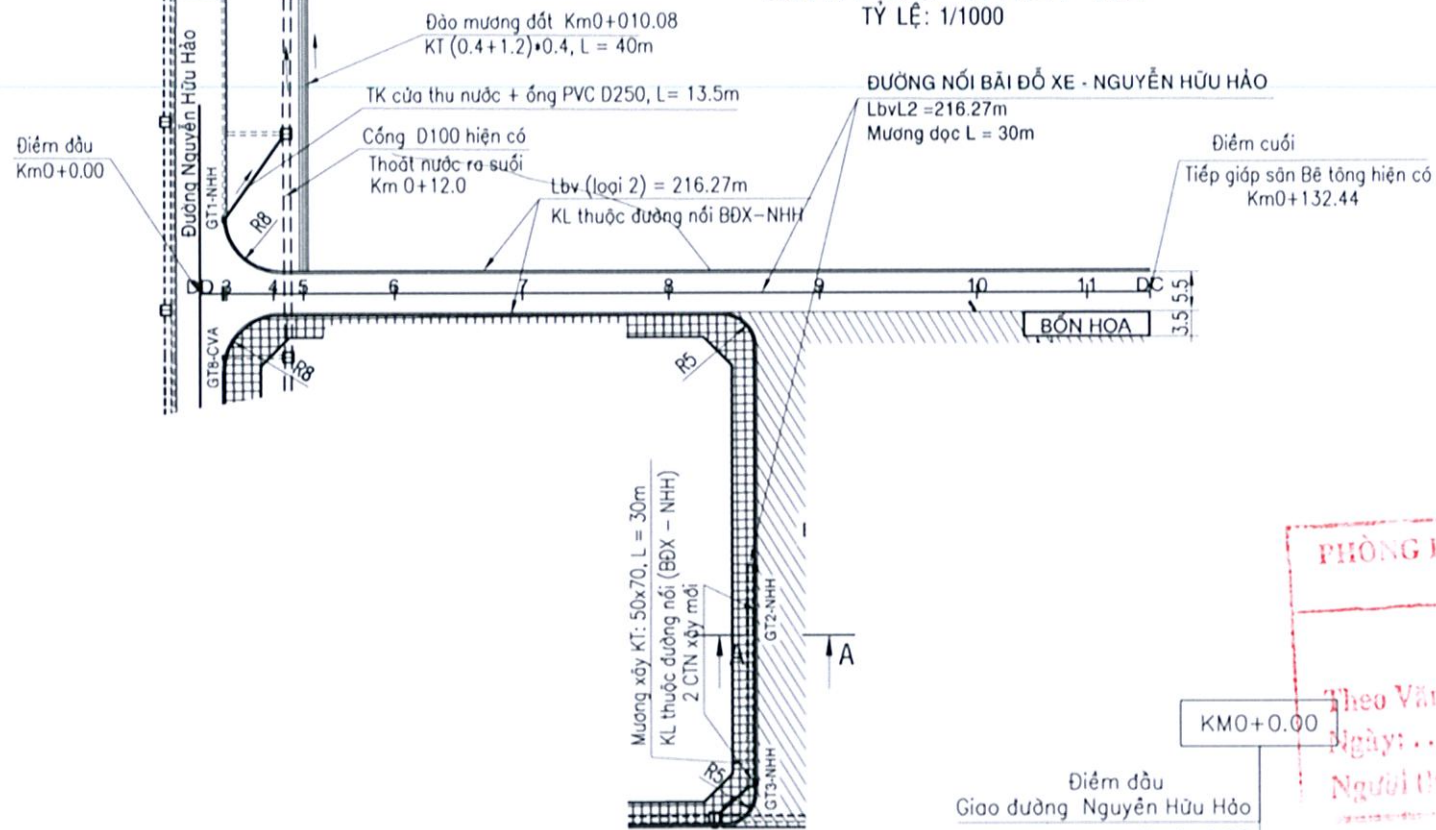 TỶ LỆ: 1/1000
Đào mương đất Km0+010.08
KT (0.4+1.2)*0.4, L = 40m
TK cửa thu nước + ống PVC D250, L= 13.5m
Cống D100 hiện có
Thoát nước ra suối
Km 0+12.0
Điểm đầu
Km0+0.00
Đường Nguyễn Hữu Hảo
GT1-NHH
R8
ĐƯỜNG NỐI BÃI ĐỖ XE - NGUYỄN HỮU HẢO
LbvL2 =216.27m
Mương dọc L = 30m
Điểm cuối
Tiếp giáp sân Bê tông hiện có
Km0+132.44
Lbv (loại 2) = 216.27m
KL thuộc đường nối BĐX-NHH
3 4 5 6 7 8 9 10 11
5.5
3.5
BỒN HOA
GT8-CVA
R8
R5
Mương xây KT: 50x70, L = 30m
KL thuộc đường nối (BĐX - NHH)
2 CTN xây mới
GT2-NHH
A A
R5
GT3-NHH
KM0+0.00
Điểm đầu
Giao đường Nguyễn Hữu Hảo
PHÒNG
Theo
Ngày: ..
Người